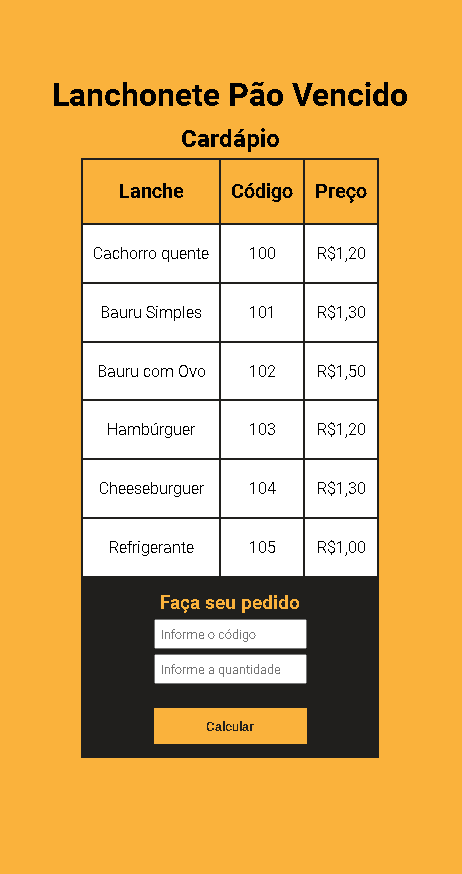 Lanchonete Pão Vencido
Cardápio
Lanche Código Preço
Cachorro quente 100 R$1,20
Bauru Simples 101 R$1,30
Bauru com Ovo 102 R$1,50
Hambúrguer 103 R$1,20
Cheeseburguer 104 R$1,30
Refrigerante 105 R$1,00
Faça seu pedido
Informe o código
Informe a quantidade
Calcular